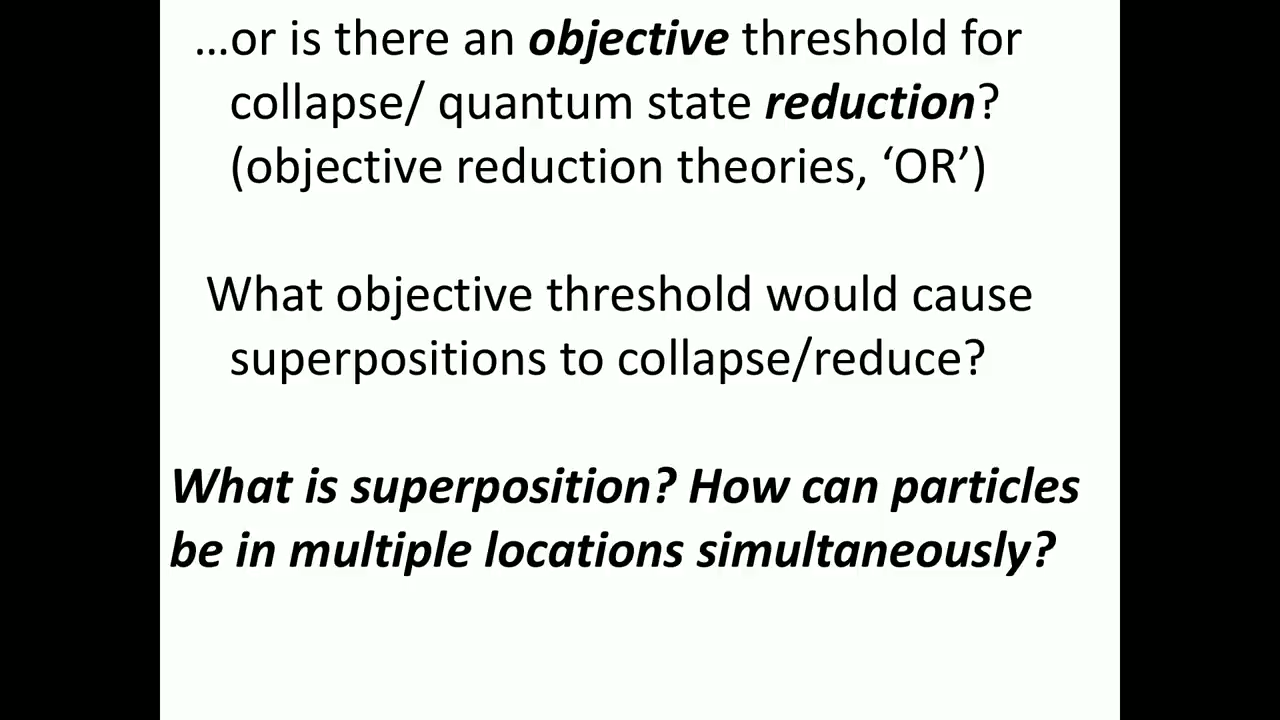 …or is there an objective threshold for
collapse/ quantum state reduction?
(objective reduction theories, ‘OR’)
What objective threshold would cause
superpositions to collapse/reduce?
What is superposition? How can particles
be in multiple locations simultaneously?